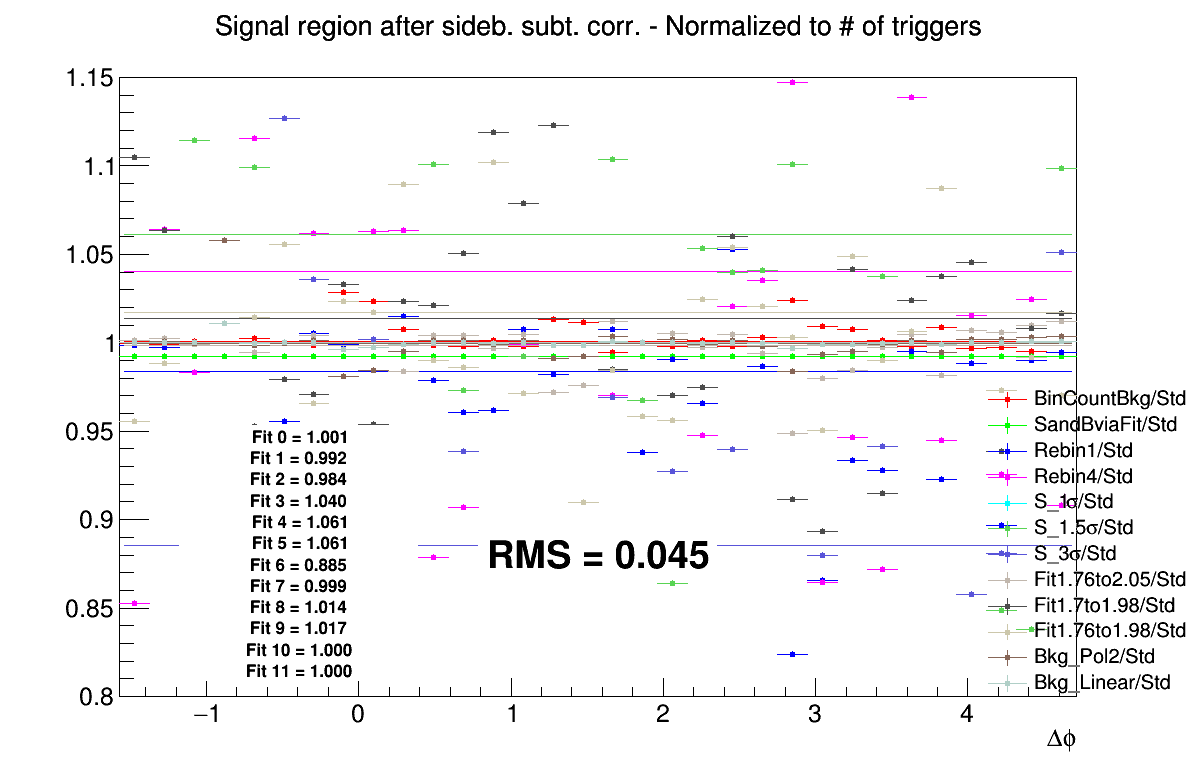 Signal region after sideb. subt. corr. - Normalized to # of triggers
1.15
1.1
1.05
1
0.95
0.9
0.85
0.8
Fit 0 = 1.001
Fit 1 = 0.992
Fit 2 = 0.984
Fit 3 = 1.040
Fit 4 = 1.061
Fit 5 = 1.061
Fit 6 = 0.885
Fit 7 = 0.999
Fit 8 = 1.014
Fit 9 = 1.017
Fit 10 = 1.000
Fit 11 = 1.000
RMS = 0.045
BinCountBkg/Std
SandBviaFit/Std
Rebin1/Std
Rebin4/Std
S_1σ/Std
S_1.5σ/Std
S_3σ/Std
Fit1.76to2.05/Std
Fit1.7to1.98/Std
Fit1.76to1.98/Std
Bkg_Pol2/Std
Bkg_Linear/Std
−1 0 1 2 3 4
Δϕ